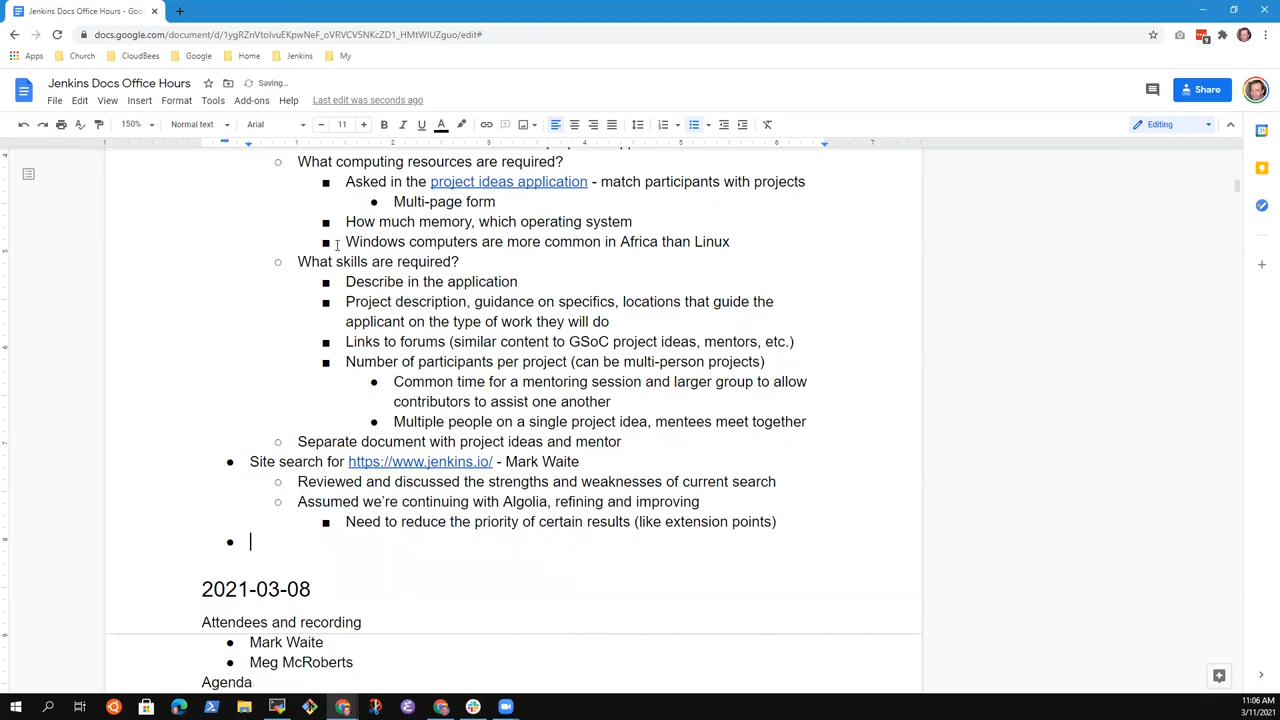 Jenkins Docs Office Hours - Goo
docs.google.com/document/d/1ygRZnVtoIvuEKpwNeF_oVRVCV5NKcZD1_HMtWIUZguo/edit#
Apps Church CloudBees Google Home Jenkins My
Jenkins Docs Office Hours Saving...
File Edit View Insert Format Tools Add-ons Help Last edit was seconds ago
Share
150% Normal text Arial 11 Editing
What computing resources are required?
Asked in the project ideas application - match participants with projects
Multi-page form
How much memory, which operating system
Windows computers are more common in Africa than Linux
What skills are required?
Describe in the application
Project description, guidance on specifics, locations that guide the
applicant on the type of work they will do
Links to forums (similar content to GSoC project ideas, mentors, etc.)
Number of participants per project (can be multi-person projects)
Common time for a mentoring session and larger group to allow
contributors to assist one another
Multiple people on a single project idea, mentees meet together
Separate document with project ideas and mentor
Site search for https://www.jenkins.io/ - Mark Waite
Reviewed and discussed the strengths and weaknesses of current search
Assumed we're continuing with Algolia, refining and improving
Need to reduce the priority of certain results (like extension points)
2021-03-08
Attendees and recording
Mark Waite
Meg McRoberts
Agenda
11:06 AM
3/11/2021